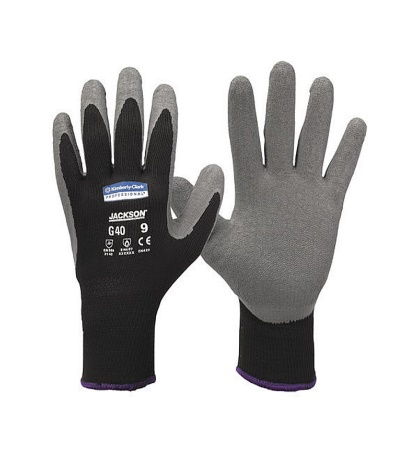 Kimberly-Clark
PROFESSIONAL*
JACKSON*
G40 9
CE